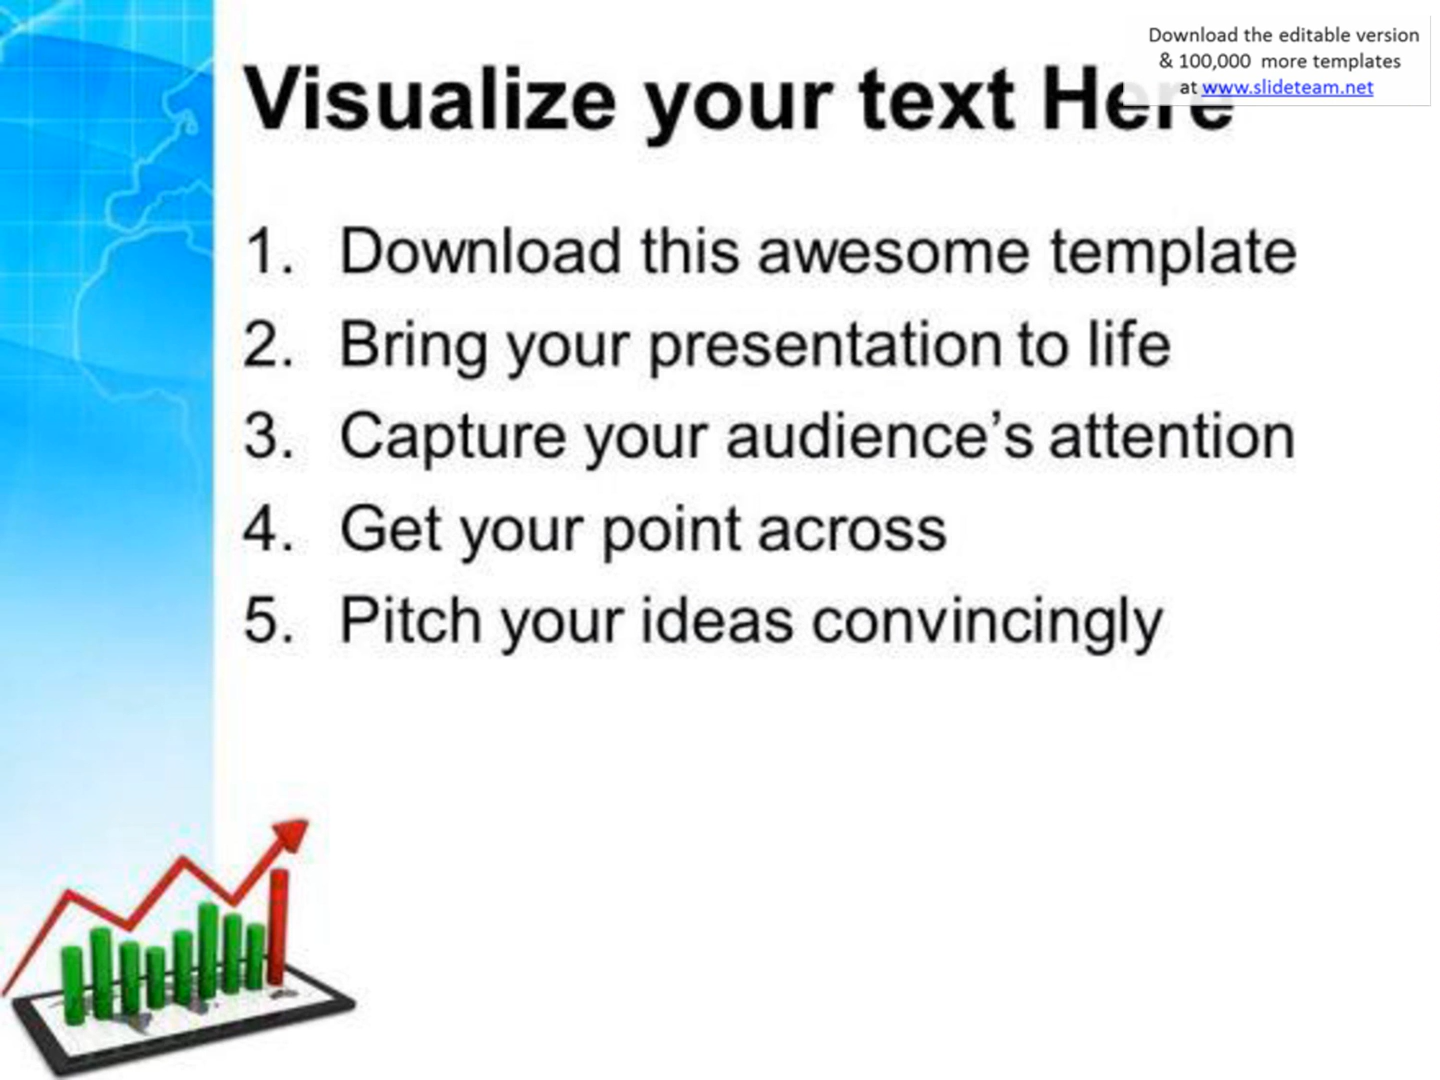 Download the editable version
& 100,000 more templates
at www.slideteam.net
Visualize your text Here
1. Download this awesome template
2. Bring your presentation to life
3. Capture your audience’s attention
4. Get your point across
5. Pitch your ideas convincingly